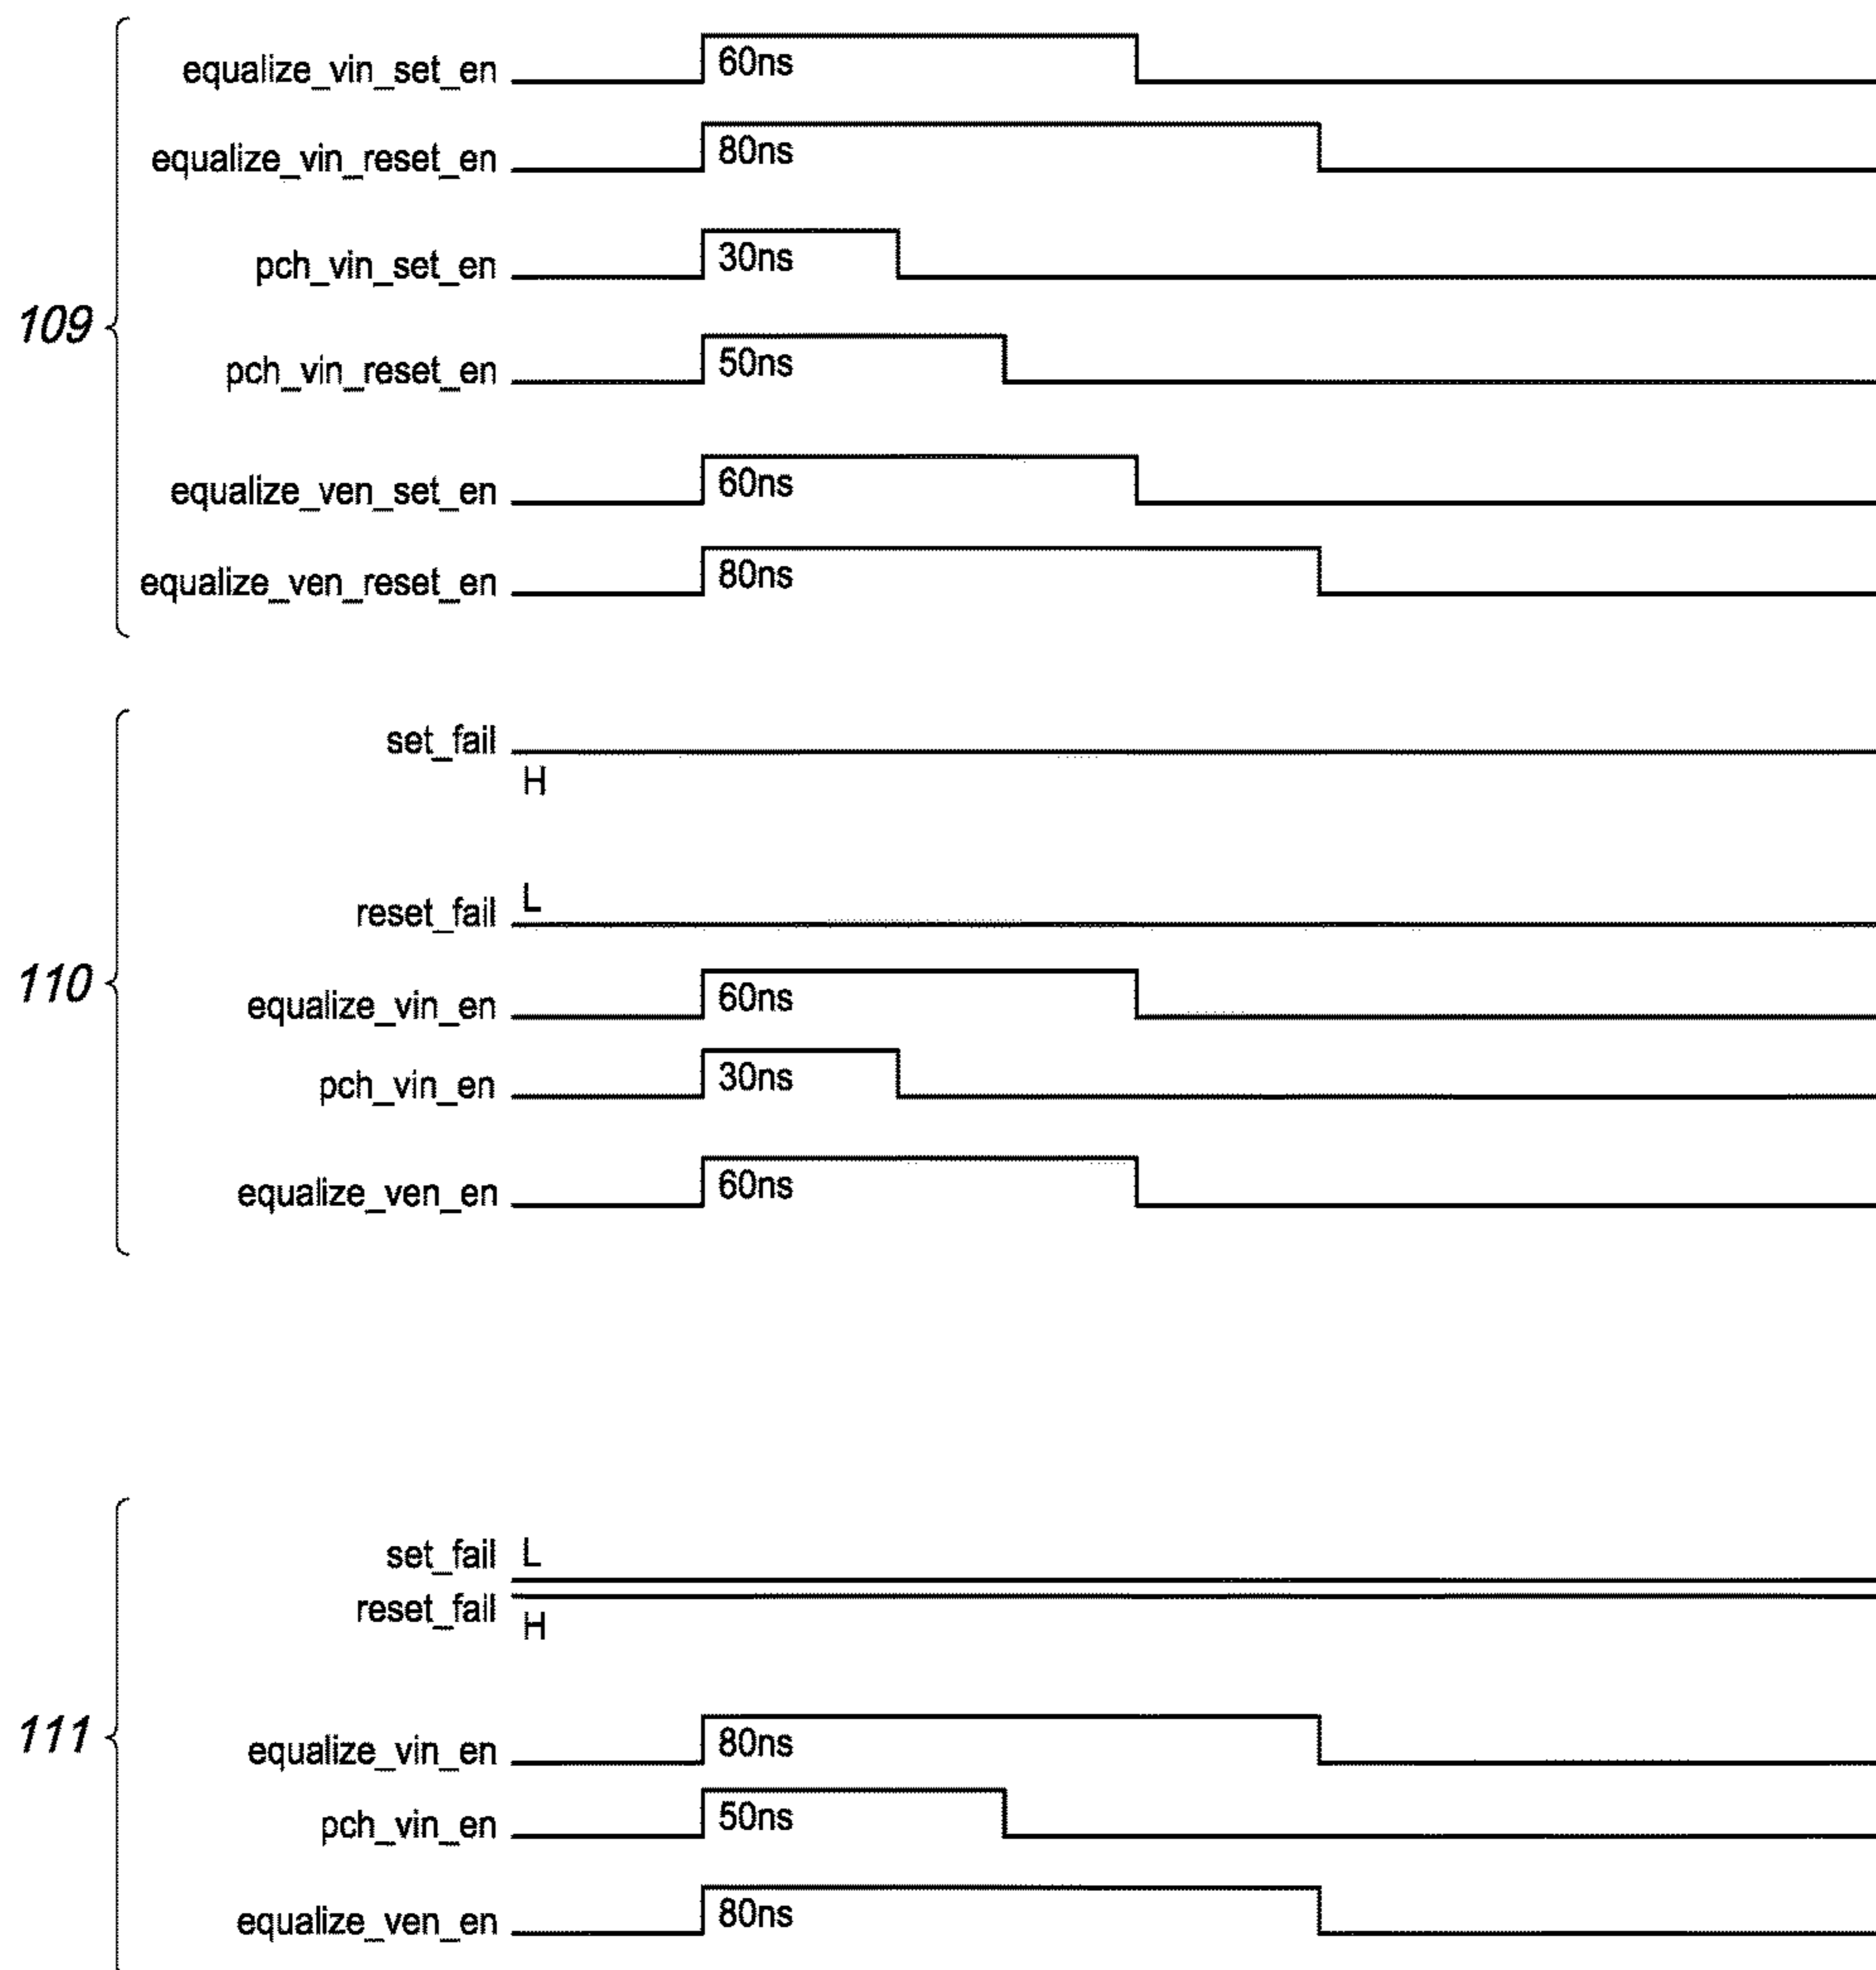 equalize_vin_set_en 60ns
equalize_vin_reset_en 80ns
pch_vin_set_en 30ns
109
pch_vin_reset_en 50ns
equalize_ven_set_en 60ns
equalize_ven_reset_en 80ns
set_fail
H
reset_fail L
110
equalize_vin_en 60ns
pch_vin_en 30ns
equalize_ven_en 60ns
set_fail L
reset_fail H
111
equalize_vin_en 80ns
pch_vin_en 50ns
equalize_ven_en 80ns